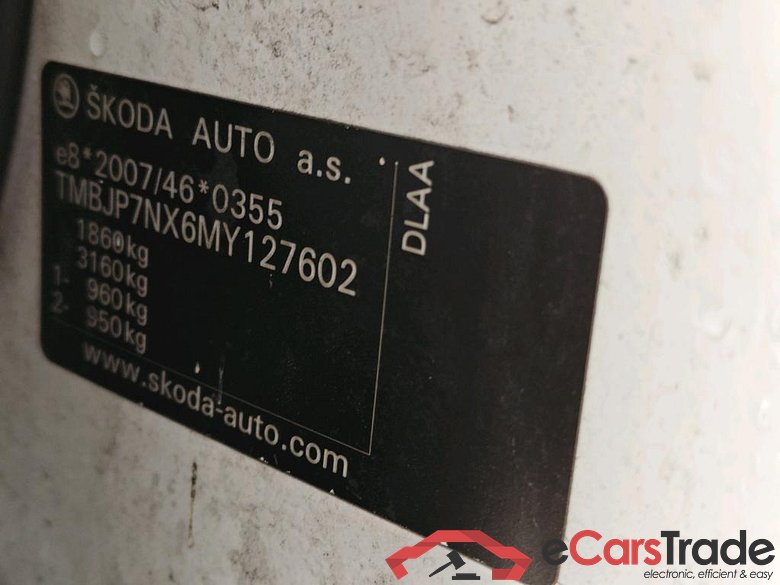 ŠKODA AUTO a.s.
e8*2007/46*0355
TMBJP7NX6MY127602
1860kg
3160kg
1- 960kg
2- 950kg
www.skoda-auto.com
DLAA
eCarsTrade
electronic, efficient & easy